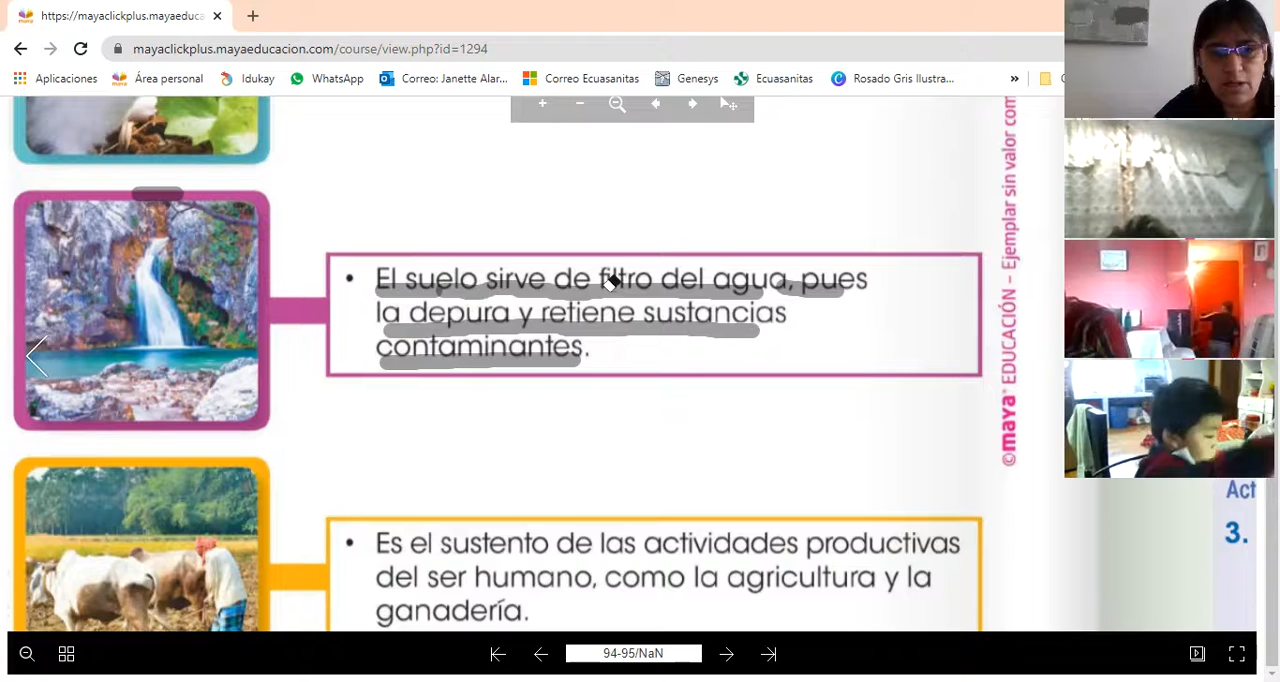 https://mayaclickplus.mayaeduca
mayaclickplus.mayaeducacion.com/course/view.php?id=1294
Aplicaciones
Área personal
Idukay
WhatsApp
Correo: Janette Alar...
Correo Ecuasanitas
Genesys
Ecuasanitas
Rosado Gris Ilustra...
»
• El suelo sirve de filtro del agua, pues
la depura y retiene sustancias
contaminantes.
• Es el sustento de las actividades productivas
del ser humano, como la agricultura y la
ganadería.
©maya® EDUCACIÓN – Ejemplar sin valor com
Act
3.
94-95/NaN